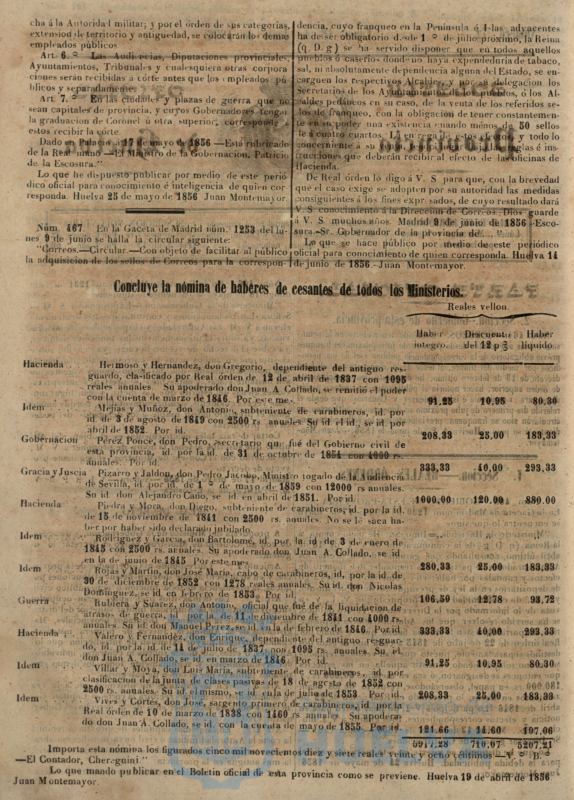 cha á la Autoridad militar; y por el órden de sus categorías,
extension de territorio y antigüedad, se colocarán los demas
empleados públicos
Art. 6.º Las Audiencias, Diputaciones provinciales,
Ayuntamientos, Tribunales y cualesquiera otras corpora
ciones serán recibidas á córte antes que los empleados pú
blicos y separadamente.
Art. 7.º En las ciudades y plazas de guerra que no
sean capitales de provincia, y cuyos Gobernadores tengan
la graduacion de Coronel ú otra superior, corresponde á
estos recibir la córte.
Dado en Palacio á de mayo de 1856 —Está rubricado
de la Real mano —El Ministro de la Gobernacion, Patricio
de la Escosura."
Lo que he dispuesto publicar por medio de este perió
dico oficial para conocimiento é inteligencia de quien cor-
responda. Huelva 25 de mayo de 1856 Juan Montemayor
Núm. 467. En la Gaceta de Madrid núm. 1253 del lu-
nes 9 de junio se halla la circular siguiente:
"Correos.—Circular.—Con objeto de facilitar al público
la adquisicion de los sellos de Correos para la correspon-
dencia, cuyo franqueo en la Península é Islas adyacentes
ha de ser obligatorio desde 1.º de julio próximo, la Reina
(q. D. g) se ha servido disponer que en todos aquellos
pueblos ó caseríos donde no haya expendeduría de tabaco,
sal, ni absolutamente dependencia alguna del Estado, se en-
carguen los respectivos Alcaldes, y por su delegacion los
Secretarios de los Ayuntamientos, ó los Al-
caldes pedáneos en su caso, de la venta de los referidos se-
llos de franqueo, con la obligacion de tener constantemen-
te en su poder una existencia cuando menos de 50 sellos
de á cuatro cuartos. La entrega de estos y todo lo
concerniente á su reglas é ins-
trucciones que deberán recibir al efecto de las oficinas de
Hacienda.
De Real órden lo digo á V. S para que, con la brevedad
que el caso exige se adopten por su autoridad las medidas
consiguientes á los fines expresados, de cuyo resultado dará
V. S conocimiento á la Direccion de Correos. Dios guarde
á V. S muchos años. Madrid 9 de junio de 1856—Esco-
sura—Sr. Gobernador de la provincia de....
Lo que se hace público por medio de este periódico
oficial para conocimiento de quien corresponda. Huelva 14
de junio de 1856—Juan Montemayor.
Concluye la nómina de haberes de cesantes de todos los Ministerios.
Reales vellon.
Haber íntegro. Descuento del 12 p% Haber líquido.
Hacienda Hermoso y Hernandez, don Gregorio, dependiente del antiguo res-
guardo, clasificado por Real órden de 12 de abril de 1837 con 1095
reales anuales. Su apoderado don Juan A. Collado, se remitió el poder
con la cuenta de marzo de 1846. Por este mes. 91,25 10,95 80,30
Idem Mejías y Muñoz, don Antonio, subteniente de carabineros, id. por
id. de 3 de agosto de 1849 con 2500 rs. anuales. Su id. el id., se id. por
abril de 1852. Por id. 208,33 25,00 183,33
Gobernacion Perez Ponce, don Pedro, Secretario que fué del Gobierno civil de
esta provincia, id. por la id. de 31 de octubre de 1854 con 4000 rs.
anuales. Por id. 333,33 40,00 293,33
Gracia y Juscia Pizarro y Jaldon, don Pedro Jacobo, Ministro togado de la Audiencia
de Sevilla, id. por id. de 1.º de mayo de 1859 con 12000 rs anuales.
Su id. don Alejandro Cano, se id. en abril de 1851. Por id. 1000,00 120,00 880,00
Hacienda Piedra y Mora, don Diego, subteniente de carabineros, id. por la id.
de 15 de noviembre de 1841 con 2500 rs. anuales. No se le saca ha-
ber por haber sido declarado jubilado.
Idem Rodriguez y Garcia, don Bartolomé, id. por la id. de 3 de enero de
1845 con 2500 rs. anuales. Su apoderado don Juan A. Collado, se id.
en la de junio de 1845. Por este mes. 280,33 25,00 183,33
Idem Rojas y Martin, don José Maria, cabo de carabineros, id, por la id. de
30 de diciembre de 1852 con 1278 reales anuales. Su id. don Nicolas
Dominguez, se id. en febrero de 1853. Por id. 106,50 12,78 93,72
Guerra Rubiera y Suarez, don Antonio, oficial que fué de la liquidacion de
atrasos de guerra, id. por la de 11 de diciembre de 1841 con 4000 rs.
anuales. Su id. don Manuel Perez, se id. en la de febrero de 1846. Por id. 333,33 40,00 293,33
Hacienda Valero y Fernandez, don Enrique, dependiente del antiguo resguar-
do, id. por la id. de 11 de julio de 1837 con 1095 rs. anuales. Su id.
don Juan A. Collado, se id. en marzo de 1846. Por id. 91,25 10,95 80,30
Idem Villar y Moya, don Luis Maria, subteniente de carabineros, id. por
clasificacion de la junta de clases pasivas de 18 de agosto de 1852 con
2500 rs. anuales. Su id. el mismo, se id. en la de julio de 1853 Por id. 208,33 25,00 183,33
Idem Vives y Cortés, don José, sargento primero de carabineros, id. por la
Real órden de 10 de marzo de 1838 con 1460 rs anuales. Su apodera-
do don Juan A. Collado, se id. con la cuenta de mayo de 1855. Por id. 121,66 14,60 107,06
5917,28 710,07 5207,21
Importa esta nómina los figurados cinco mil novecientos diez y siete reales veinte y ocho céntimos.—V.º B.º
—El Contador, Cheregnini."
Lo que mando publicar en el Boletin oficial de esta provincia como se previene. Huelva 19 de abril de 1856
Juan Montemayor.